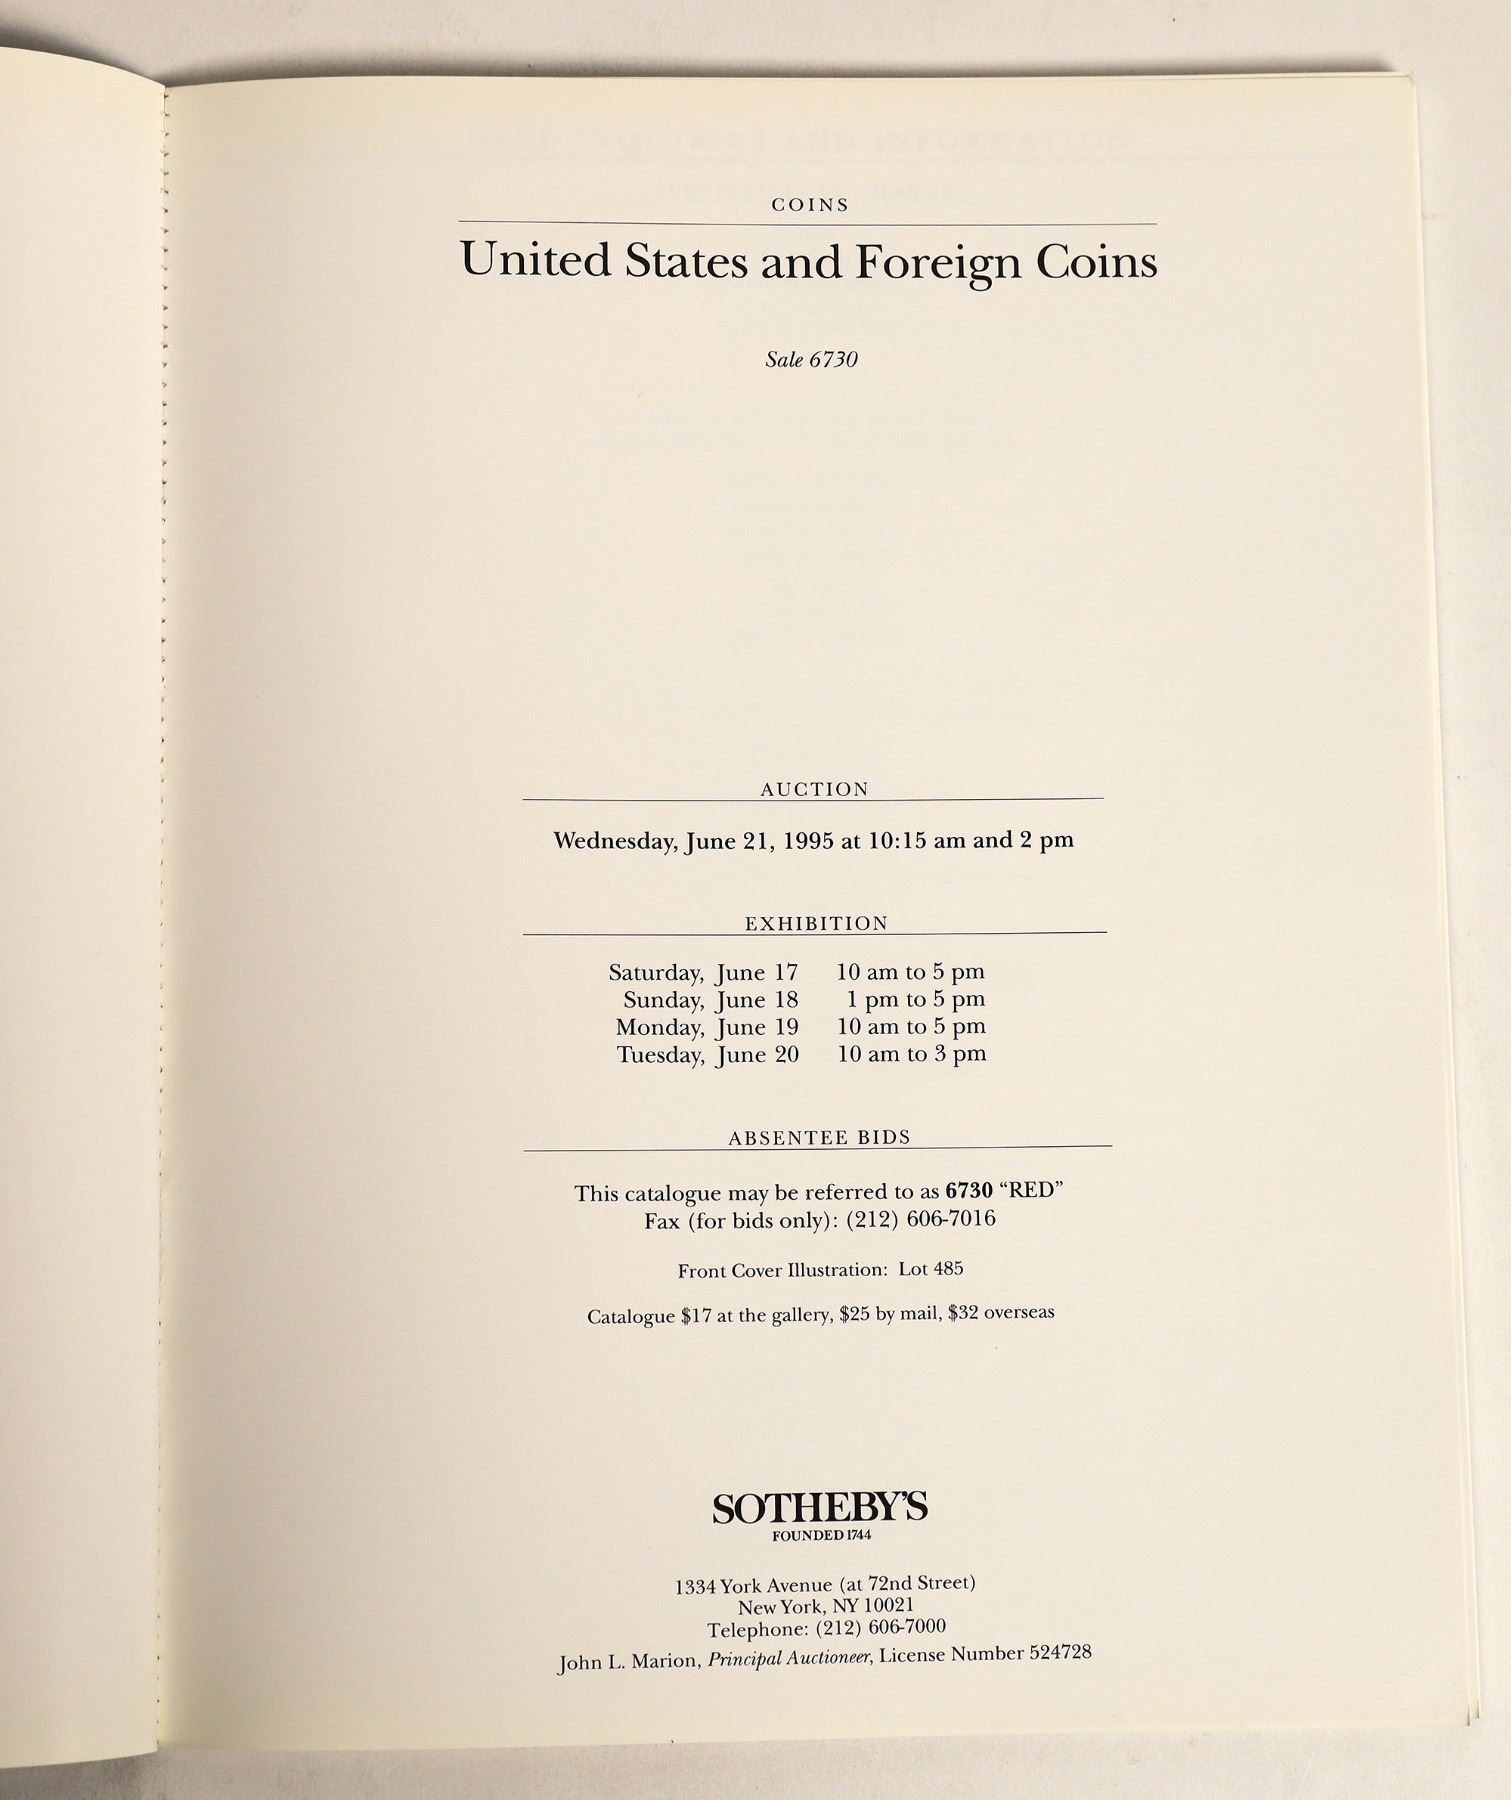 COINS
United States and Foreign Coins
Sale 6730
AUCTION
Wednesday, June 21, 1995 at 10:15 am and 2 pm
EXHIBITION
Saturday, June 17 10 am to 5 pm
Sunday, June 18 1 pm to 5 pm
Monday, June 19 10 am to 5 pm
Tuesday, June 20 10 am to 3 pm
ABSENTEE BIDS
This catalogue may be referred to as 6730 “RED”
Fax (for bids only): (212) 606-7016
Front Cover Illustration: Lot 485
Catalogue $17 at the gallery, $25 by mail, $32 overseas
SOTHEBY'S
FOUNDED 1744
1334 York Avenue (at 72nd Street)
New York, NY 10021
Telephone: (212) 606-7000
John L. Marion, Principal Auctioneer, License Number 524728